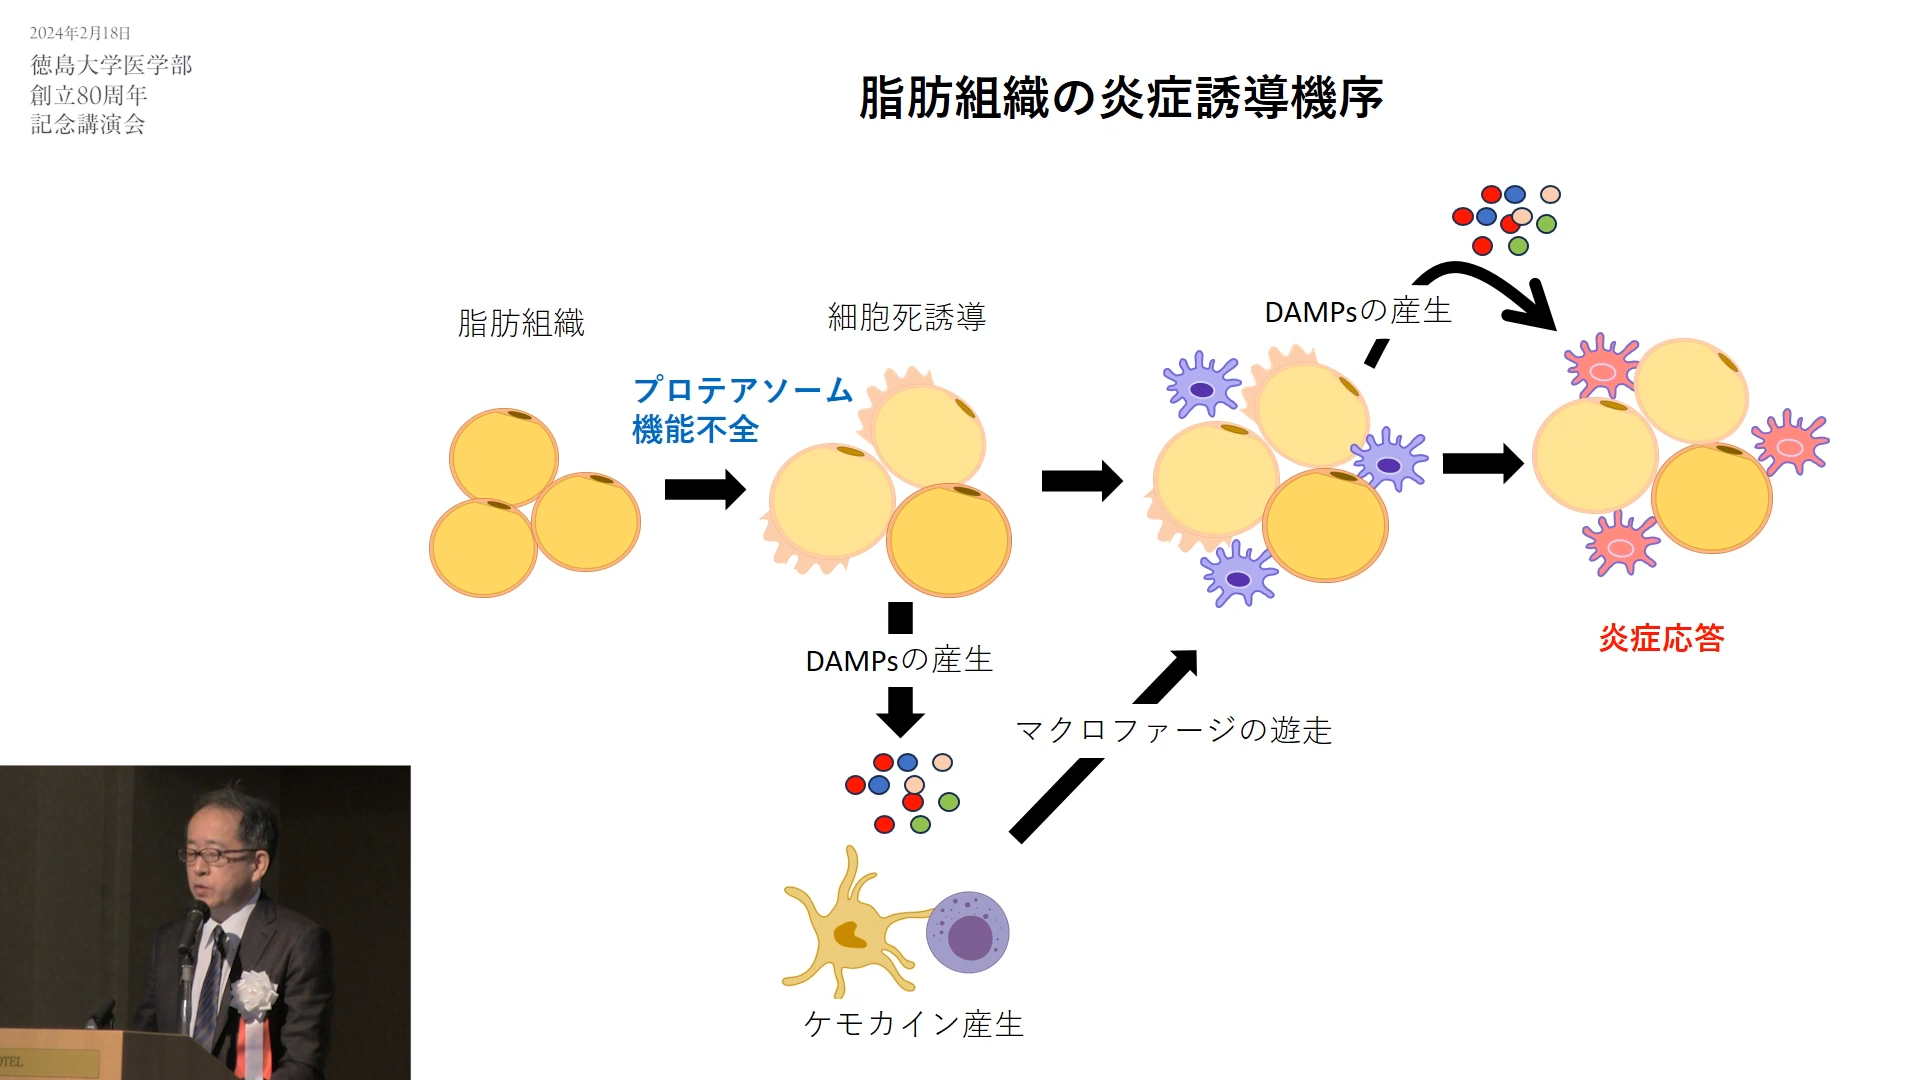 2024年2月18日
徳島大学医学部
創立80周年
記念講演会
脂肪組織の炎症誘導機序
脂肪組織
細胞死誘導
DAMPsの産生
プロテアソーム
機能不全
炎症応答
DAMPsの産生
マクロファージの遊走
ケモカイン産生
OTEL